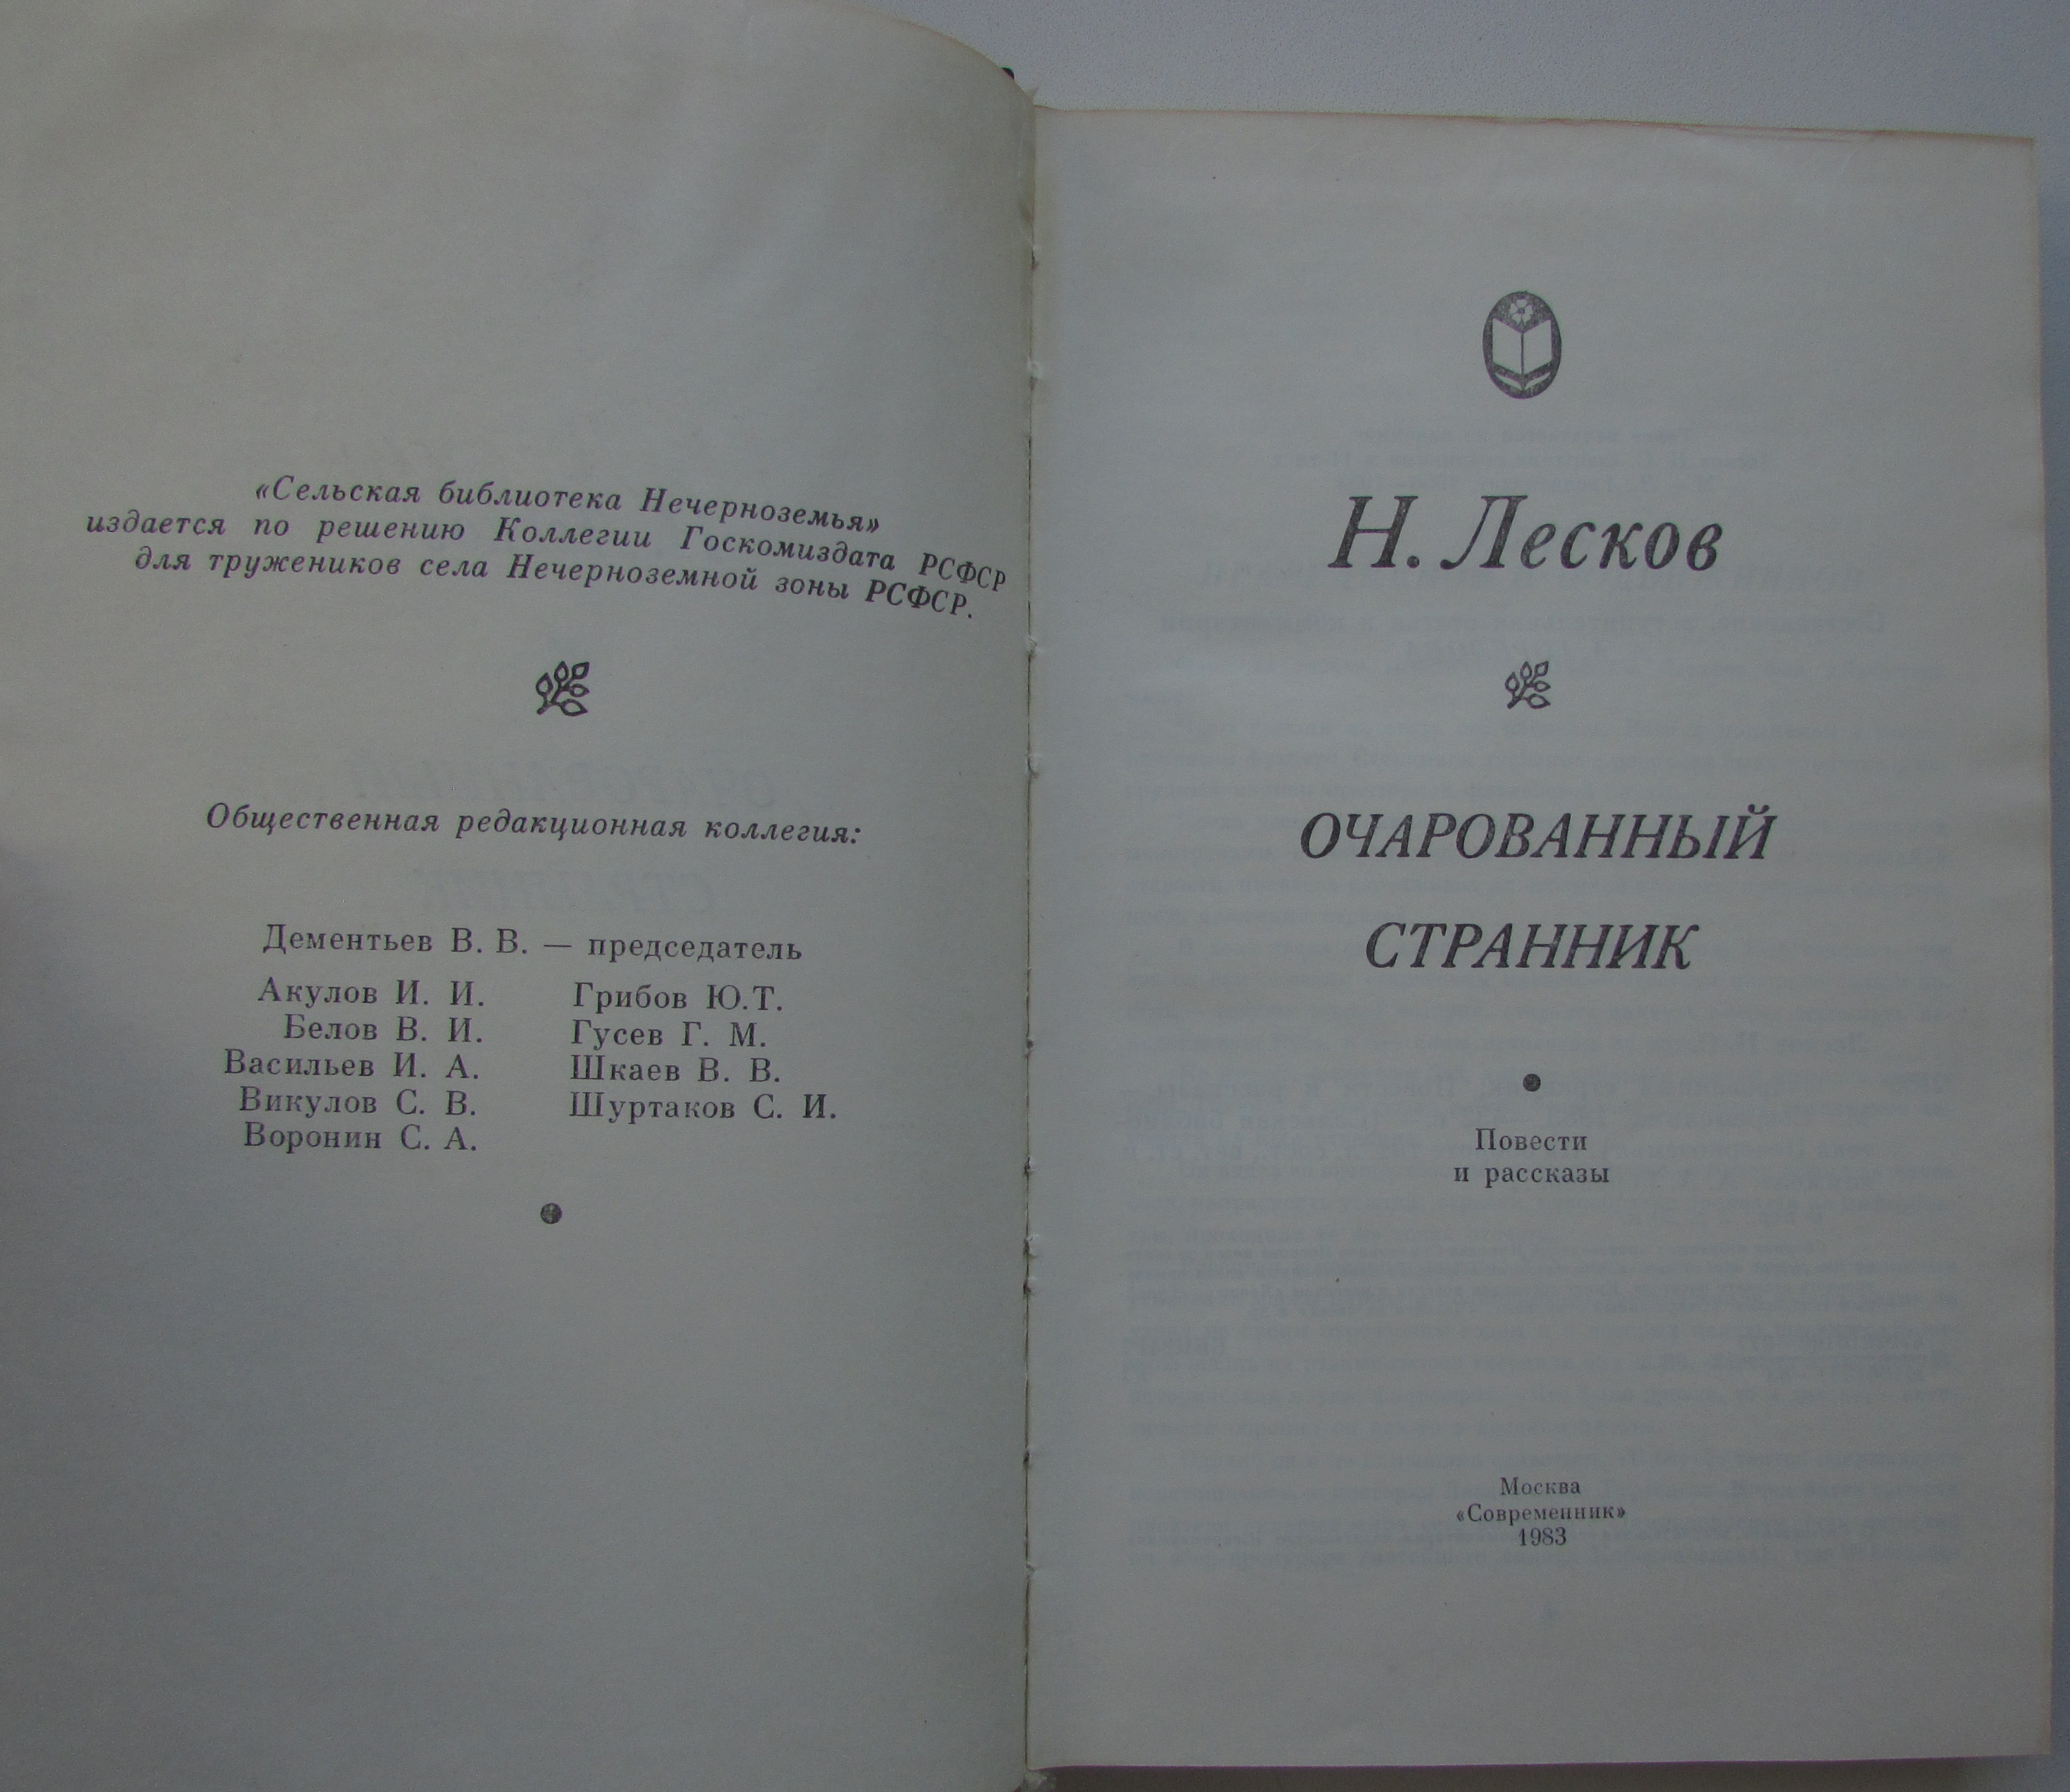 «Сельская библиотека Нечерноземья»
издается по решению Коллегии Госкомиздата РСФСР
для тружеников села Нечерноземной зоны РСФСР.
Общественная редакционная коллегия:
Дементьев В. В. — председатель
Акулов И. И.
Белов В. И.
Васильев И. А.
Викулов С. В.
Воронин С. А.
Грибов Ю.Т.
Гусев Г. М.
Шкаев В. В.
Шуртаков С. И.
Н. Лесков
ОЧАРОВАННЫЙ
СТРАННИК
Повести
и рассказы
Москва
«Современник»
1983